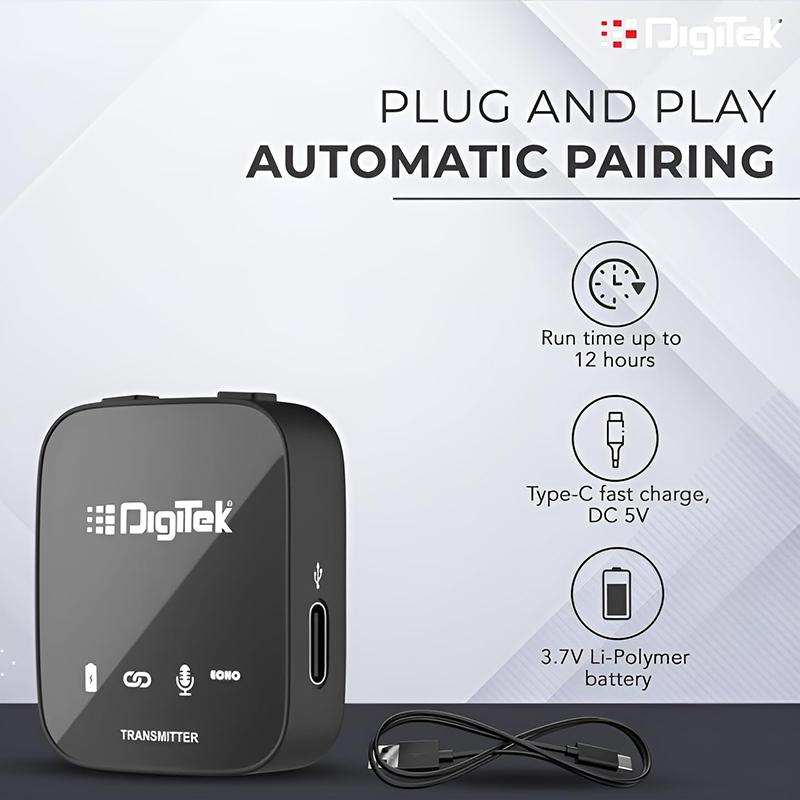 DigiTek
PLUG AND PLAY
AUTOMATIC PAIRING
Run time up to
12 hours
Type-C fast charge,
DC 5V
3.7V Li-Polymer
battery
DigiTek
ECHO
TRANSMITTER